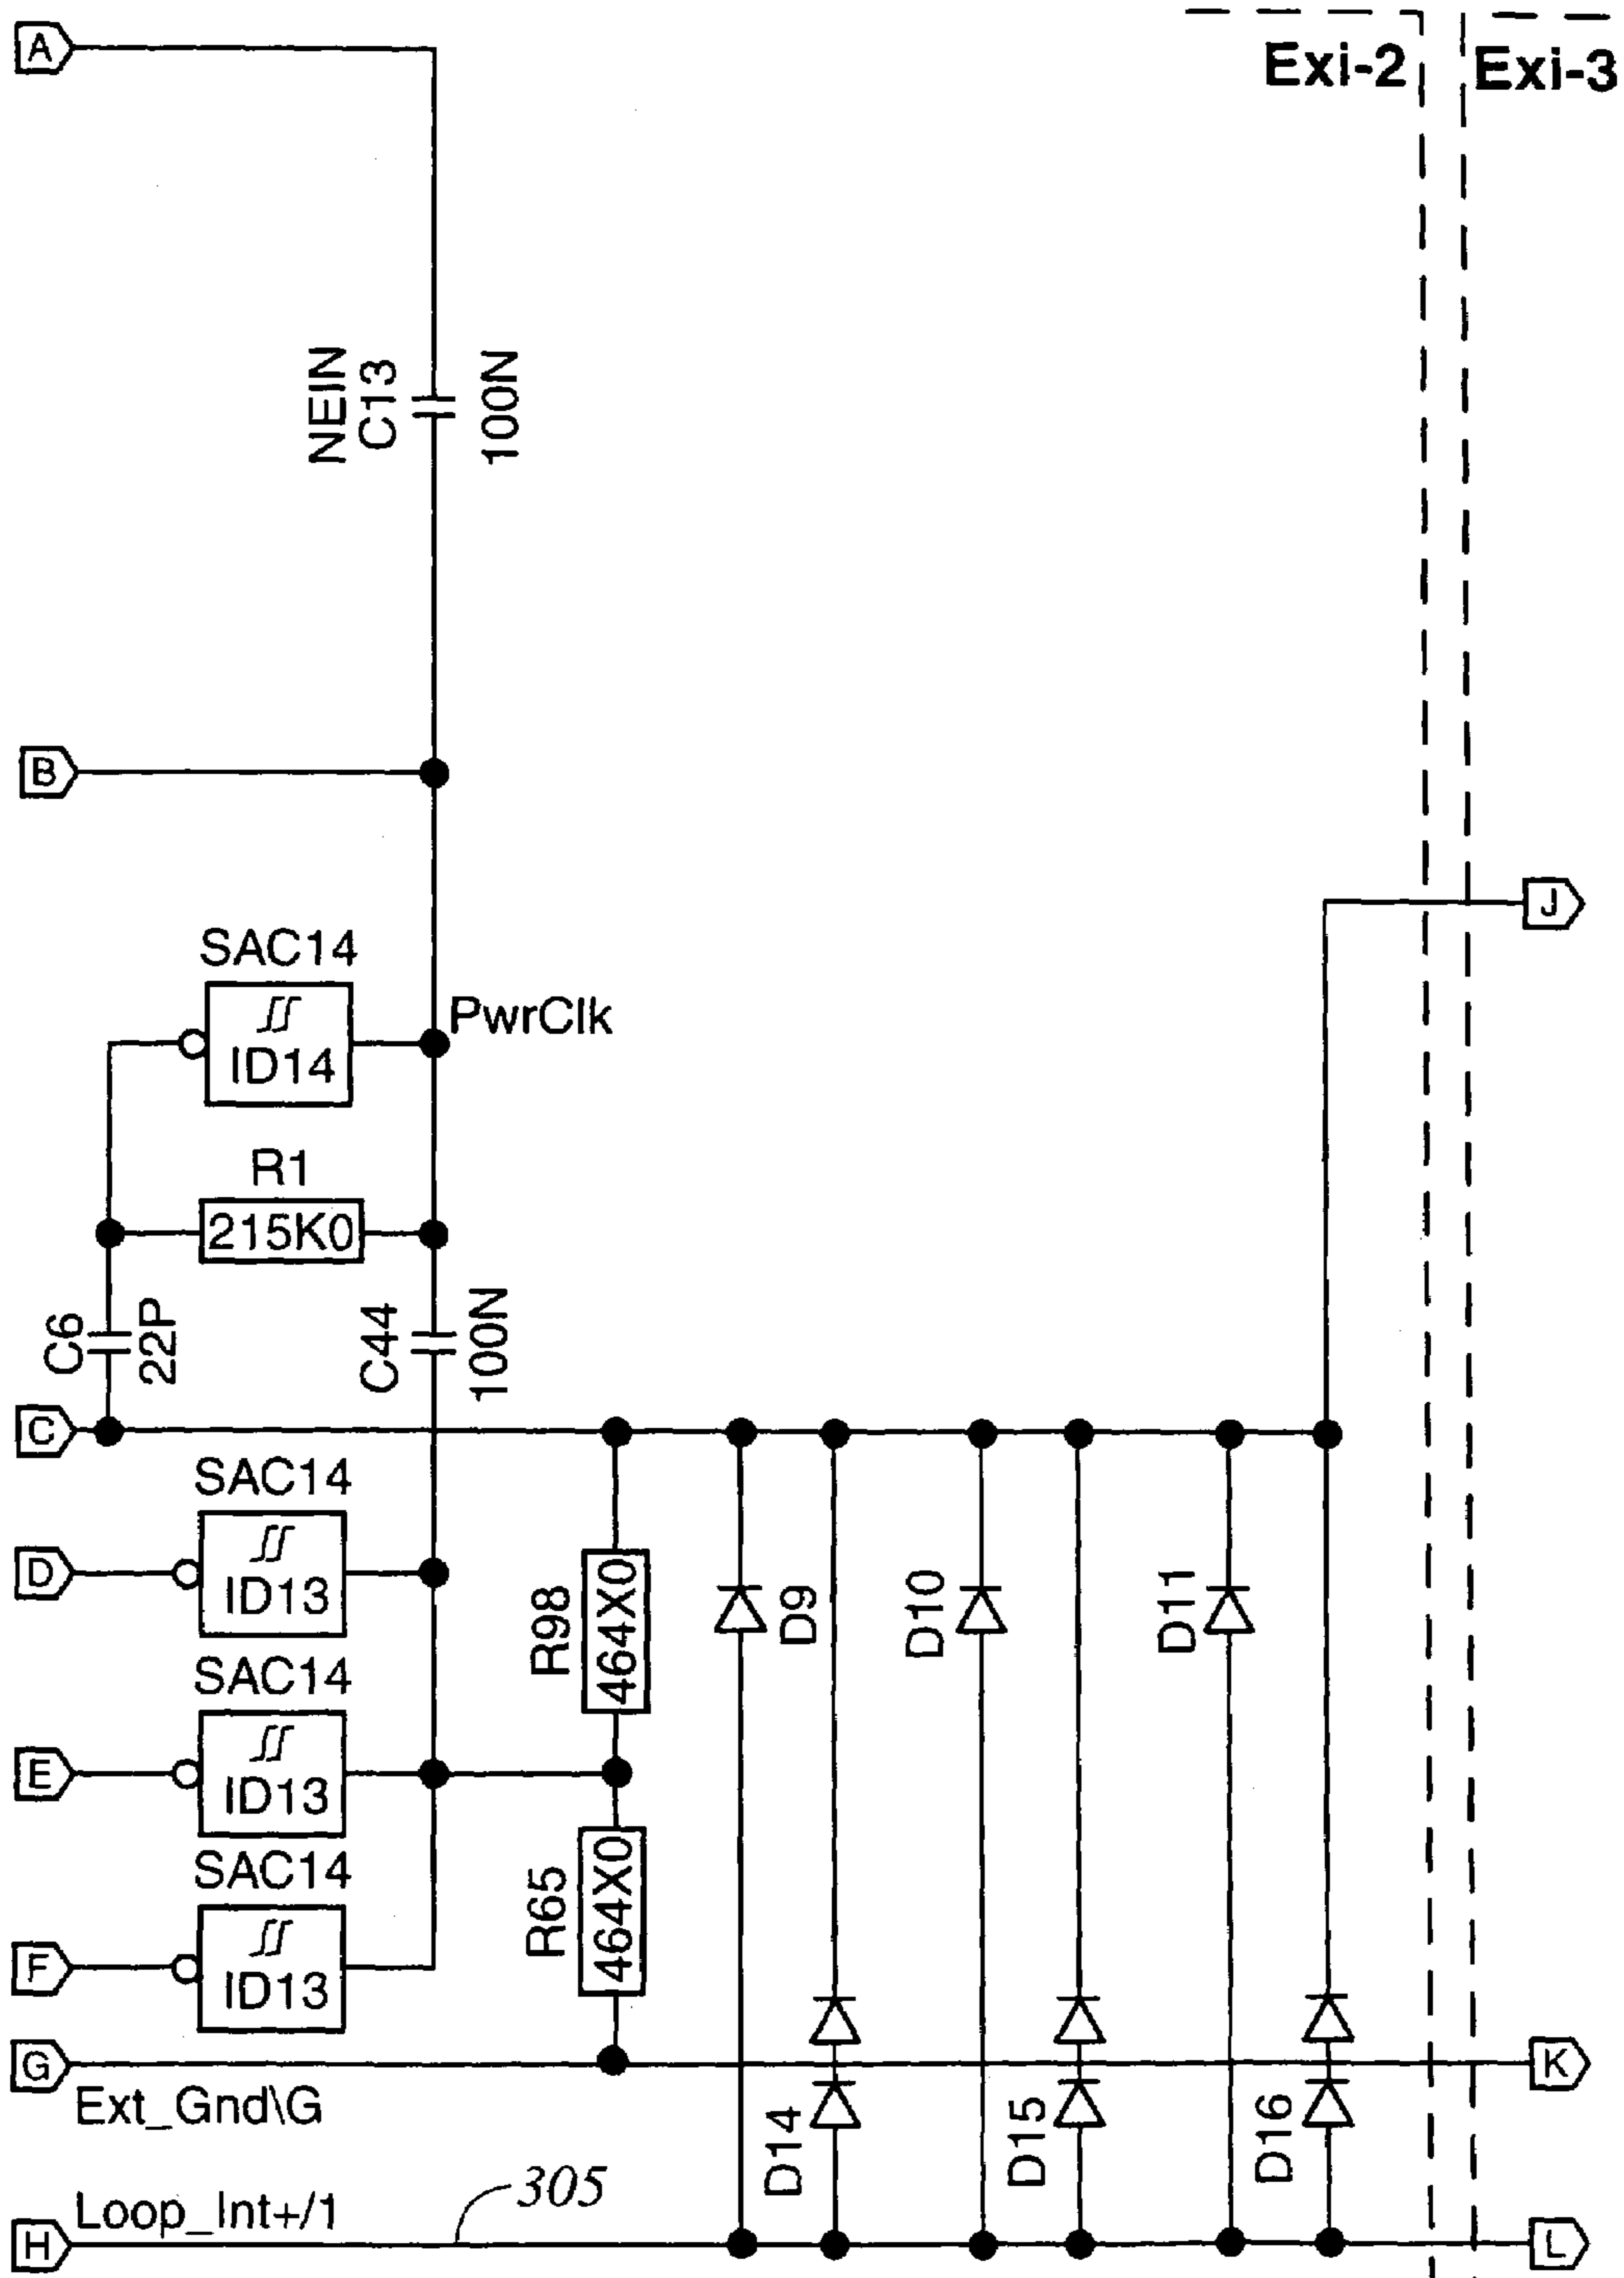 A
Exi-2
Exi-3
NEIN
C13
100N
B
J
SAC14
ID14
PwrClk
R1
215K0
C6
22P
C44
100N
C
SAC14
ID13
D
R98
464X0
D9
D10
D11
SAC14
ID13
E
SAC14
ID13
F
R65
464X0
G
Ext_Gnd\G
K
D14
D15
D16
Loop_Int+/1
305
H
L